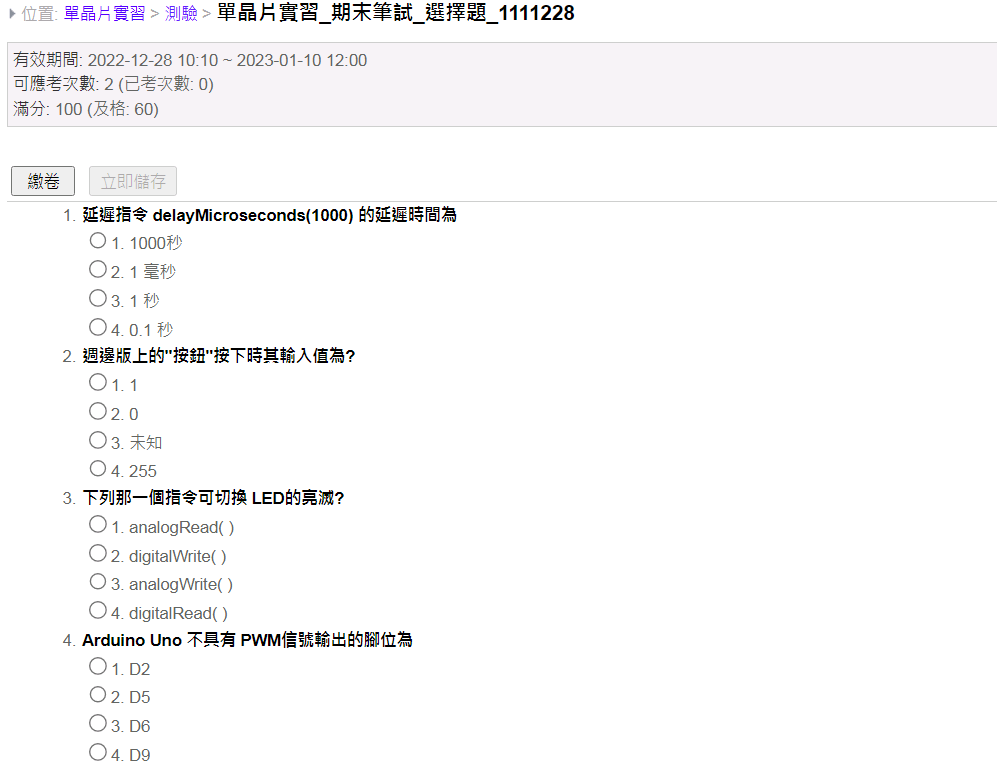 位置: 單晶片實習 > 測驗 > 單晶片實習_期末筆試_選擇題_1111228
有效期間: 2022-12-28 10:10 ~ 2023-01-10 12:00
可應考次數: 2 (已考次數: 0)
滿分: 100 (及格: 60)
繳卷 立即儲存
1. 延遲指令 delayMicroseconds(1000) 的延遲時間為
1. 1000秒
2. 1 毫秒
3. 1 秒
4. 0.1 秒
2. 週邊版上的"按鈕"按下時其輸入值為?
1. 1
2. 0
3. 未知
4. 255
3. 下列那一個指令可切換 LED的亮滅?
1. analogRead( )
2. digitalWrite( )
3. analogWrite( )
4. digitalRead( )
4. Arduino Uno 不具有 PWM信號輸出的腳位為
1. D2
2. D5
3. D6
4. D9